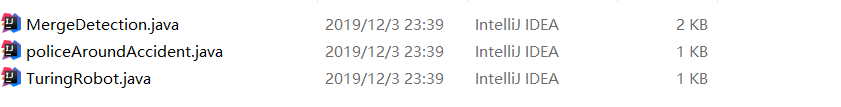 MergeDetection.java 2019/12/3 23:39 IntelliJ IDEA 2 KB
policeAroundAccident.java 2019/12/3 23:39 IntelliJ IDEA 1 KB
TuringRobot.java 2019/12/3 23:39 IntelliJ IDEA 1 KB